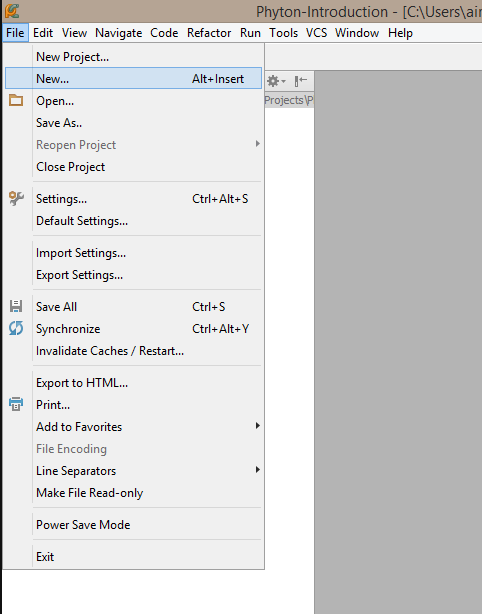 Phyton-Introduction - [C:\Users\air
File Edit View Navigate Code Refactor Run Tools VCS Window Help
New Project...
New... Alt+Insert
Projects\P
Open...
Save As..
Reopen Project
Close Project
Settings... Ctrl+Alt+S
Default Settings...
Import Settings...
Export Settings...
Save All Ctrl+S
Synchronize Ctrl+Alt+Y
Invalidate Caches / Restart...
Export to HTML...
Print...
Add to Favorites
File Encoding
Line Separators
Make File Read-only
Power Save Mode
Exit